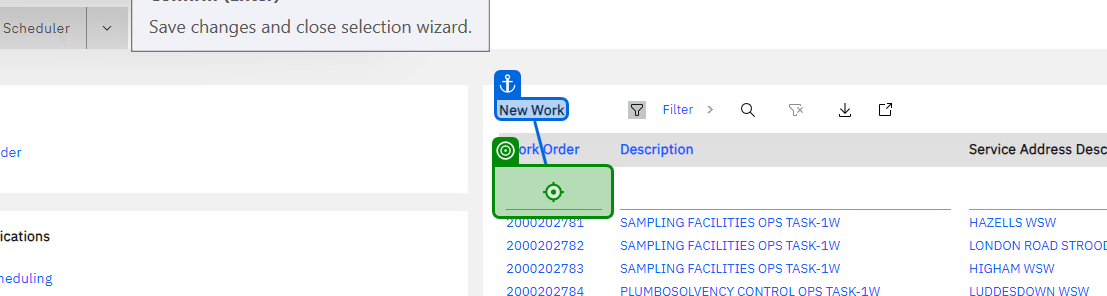 Confirm (Enter)
Save changes and close selection wizard.
Scheduler
New Work
Filter
Work Order
Description
Service Address Desc
der
2000202781
SAMPLING FACILITIES OPS TASK-1W
HAZELLS WSW
ications
2000202782
SAMPLING FACILITIES OPS TASK-1W
LONDON ROAD STROOD
2000202783
SAMPLING FACILITIES OPS TASK-1W
HIGHAM WSW
heduling
2000202784
PLUMBOSOLVENCY CONTROL OPS TASK-1W
LUDDESDOWN WSW